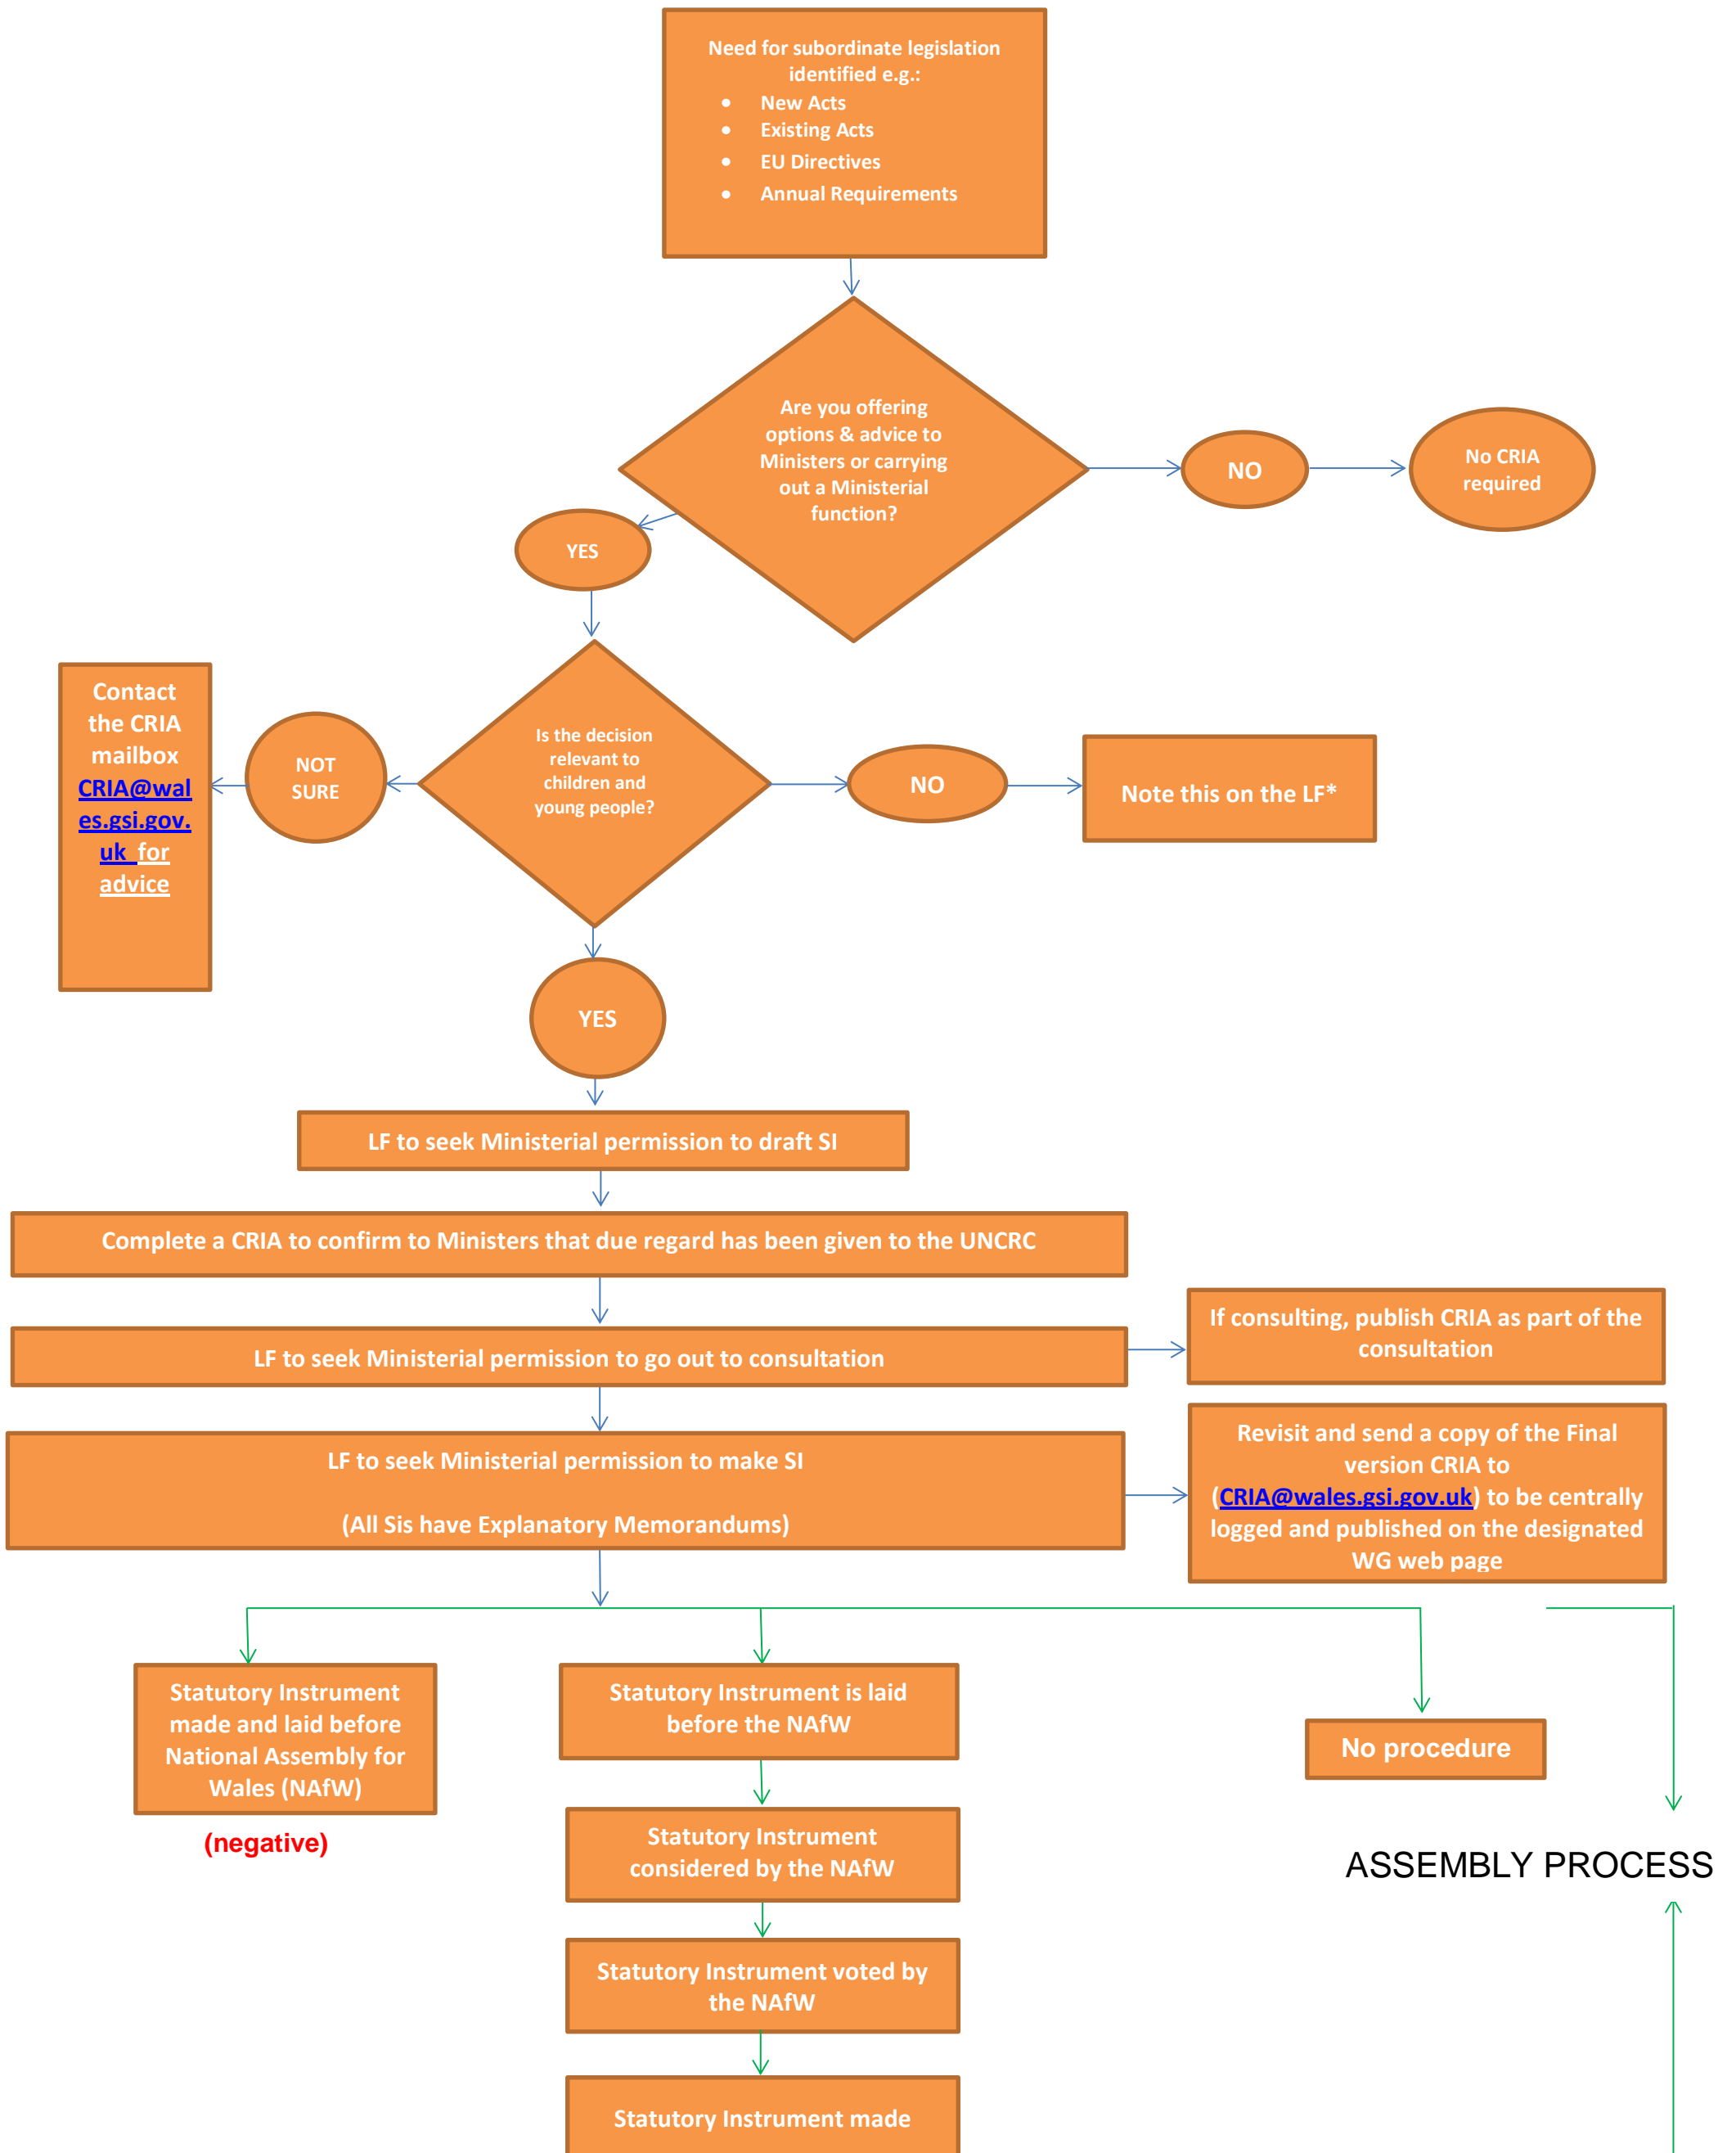 Need for subordinate legislation
identified e.g.:
• New Acts
• Existing Acts
• EU Directives
• Annual Requirements
Are you offering
options & advice to
Ministers or carrying
out a Ministerial
function?
NO
No CRIA
required
YES
Is the decision
relevant to
children and
young people?
NOT
SURE
Contact
the CRIA
mailbox
CRIA@wal
es.gsi.gov.
uk for
advice
NO
Note this on the LF*
YES
LF to seek Ministerial permission to draft SI
Complete a CRIA to confirm to Ministers that due regard has been given to the UNCRC
LF to seek Ministerial permission to go out to consultation
If consulting, publish CRIA as part of the
consultation
LF to seek Ministerial permission to make SI
(All Sis have Explanatory Memorandums)
Revisit and send a copy of the Final
version CRIA to
(CRIA@wales.gsi.gov.uk) to be centrally
logged and published on the designated
WG web page
Statutory Instrument
made and laid before
National Assembly for
Wales (NAfW)
(negative)
Statutory Instrument is laid
before the NAfW
No procedure
Statutory Instrument
considered by the NAfW
ASSEMBLY PROCESS
Statutory Instrument voted by
the NAfW
Statutory Instrument made